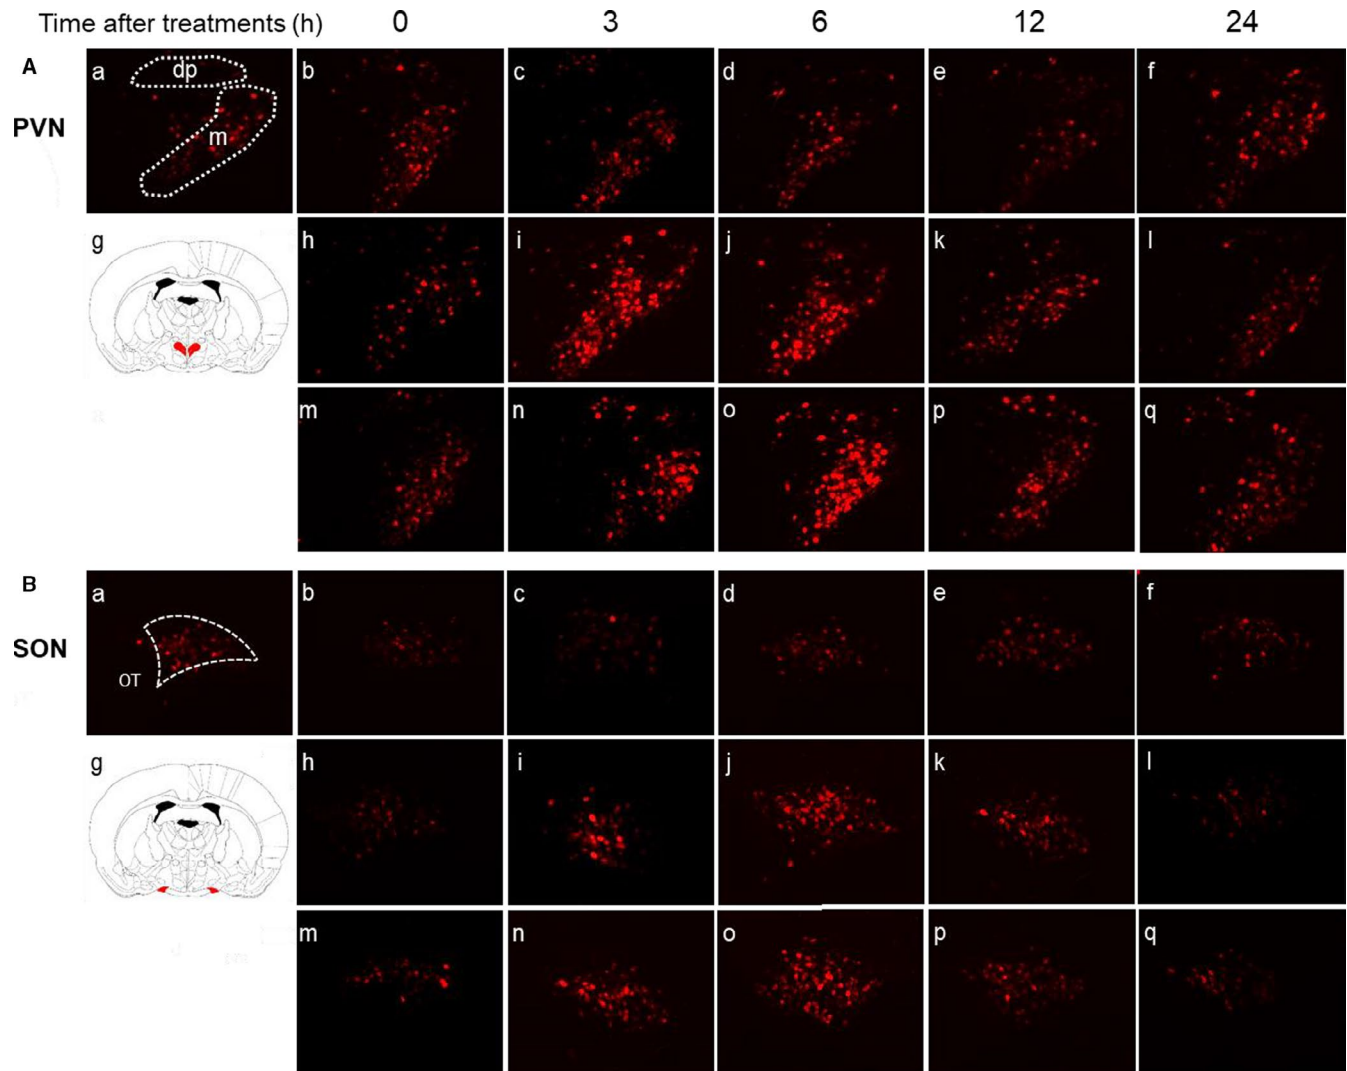 Time after treatments (h) 0 3 6 12 24
A
PVN
a dp m b c d e f
g h i j k l
m n o p q
B
SON
a OT b c d e f
g h i j k l
m n o p q